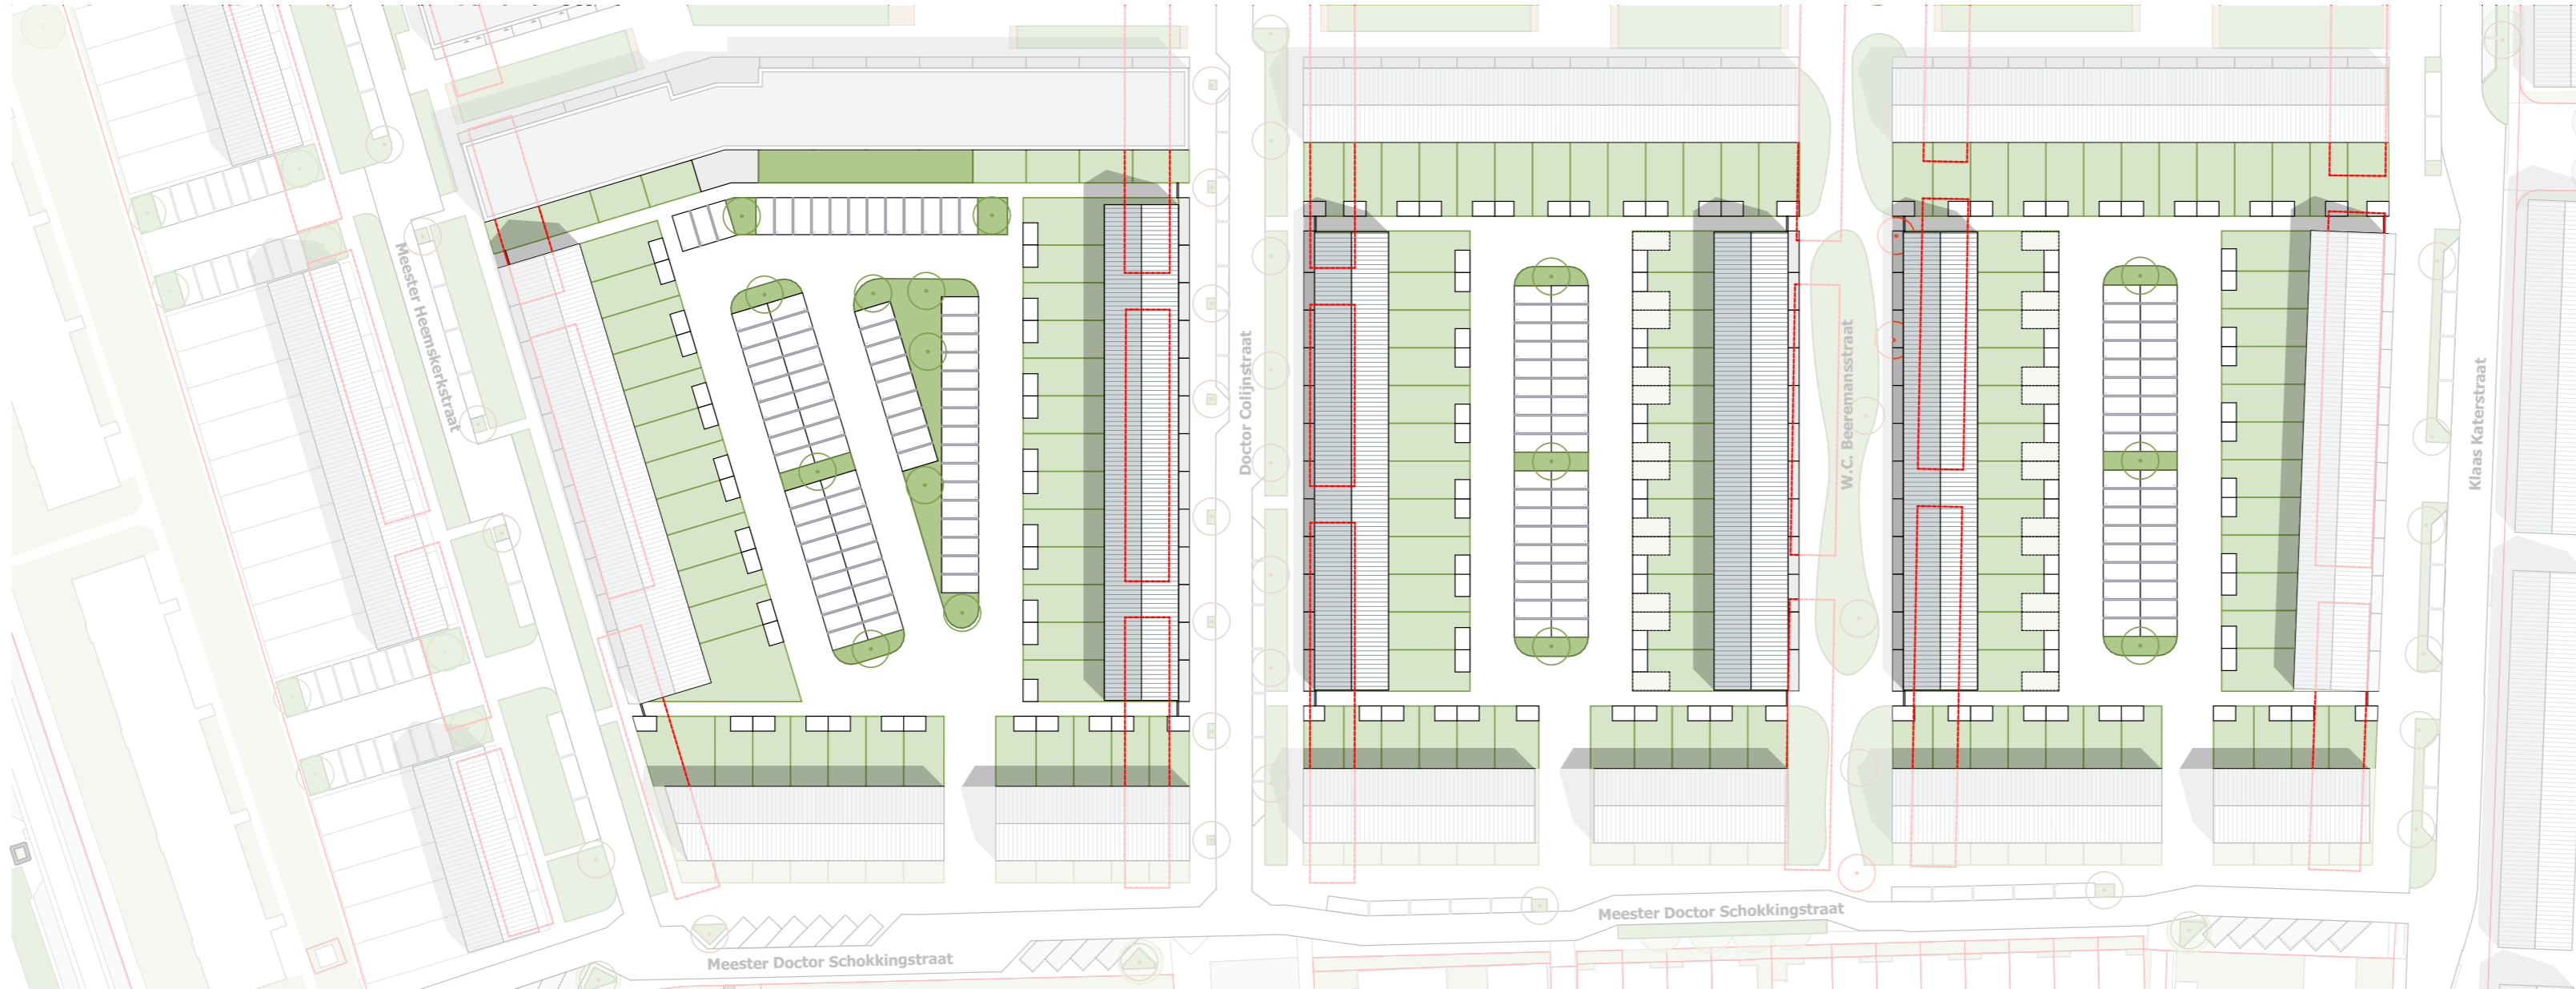 Meester Heemskerkstraat
Doctor Colijnstraat
W.C. Beeremansstraat
Klaas Katerstraat
Meester Doctor Schokkingstraat
Meester Doctor Schokkingstraat